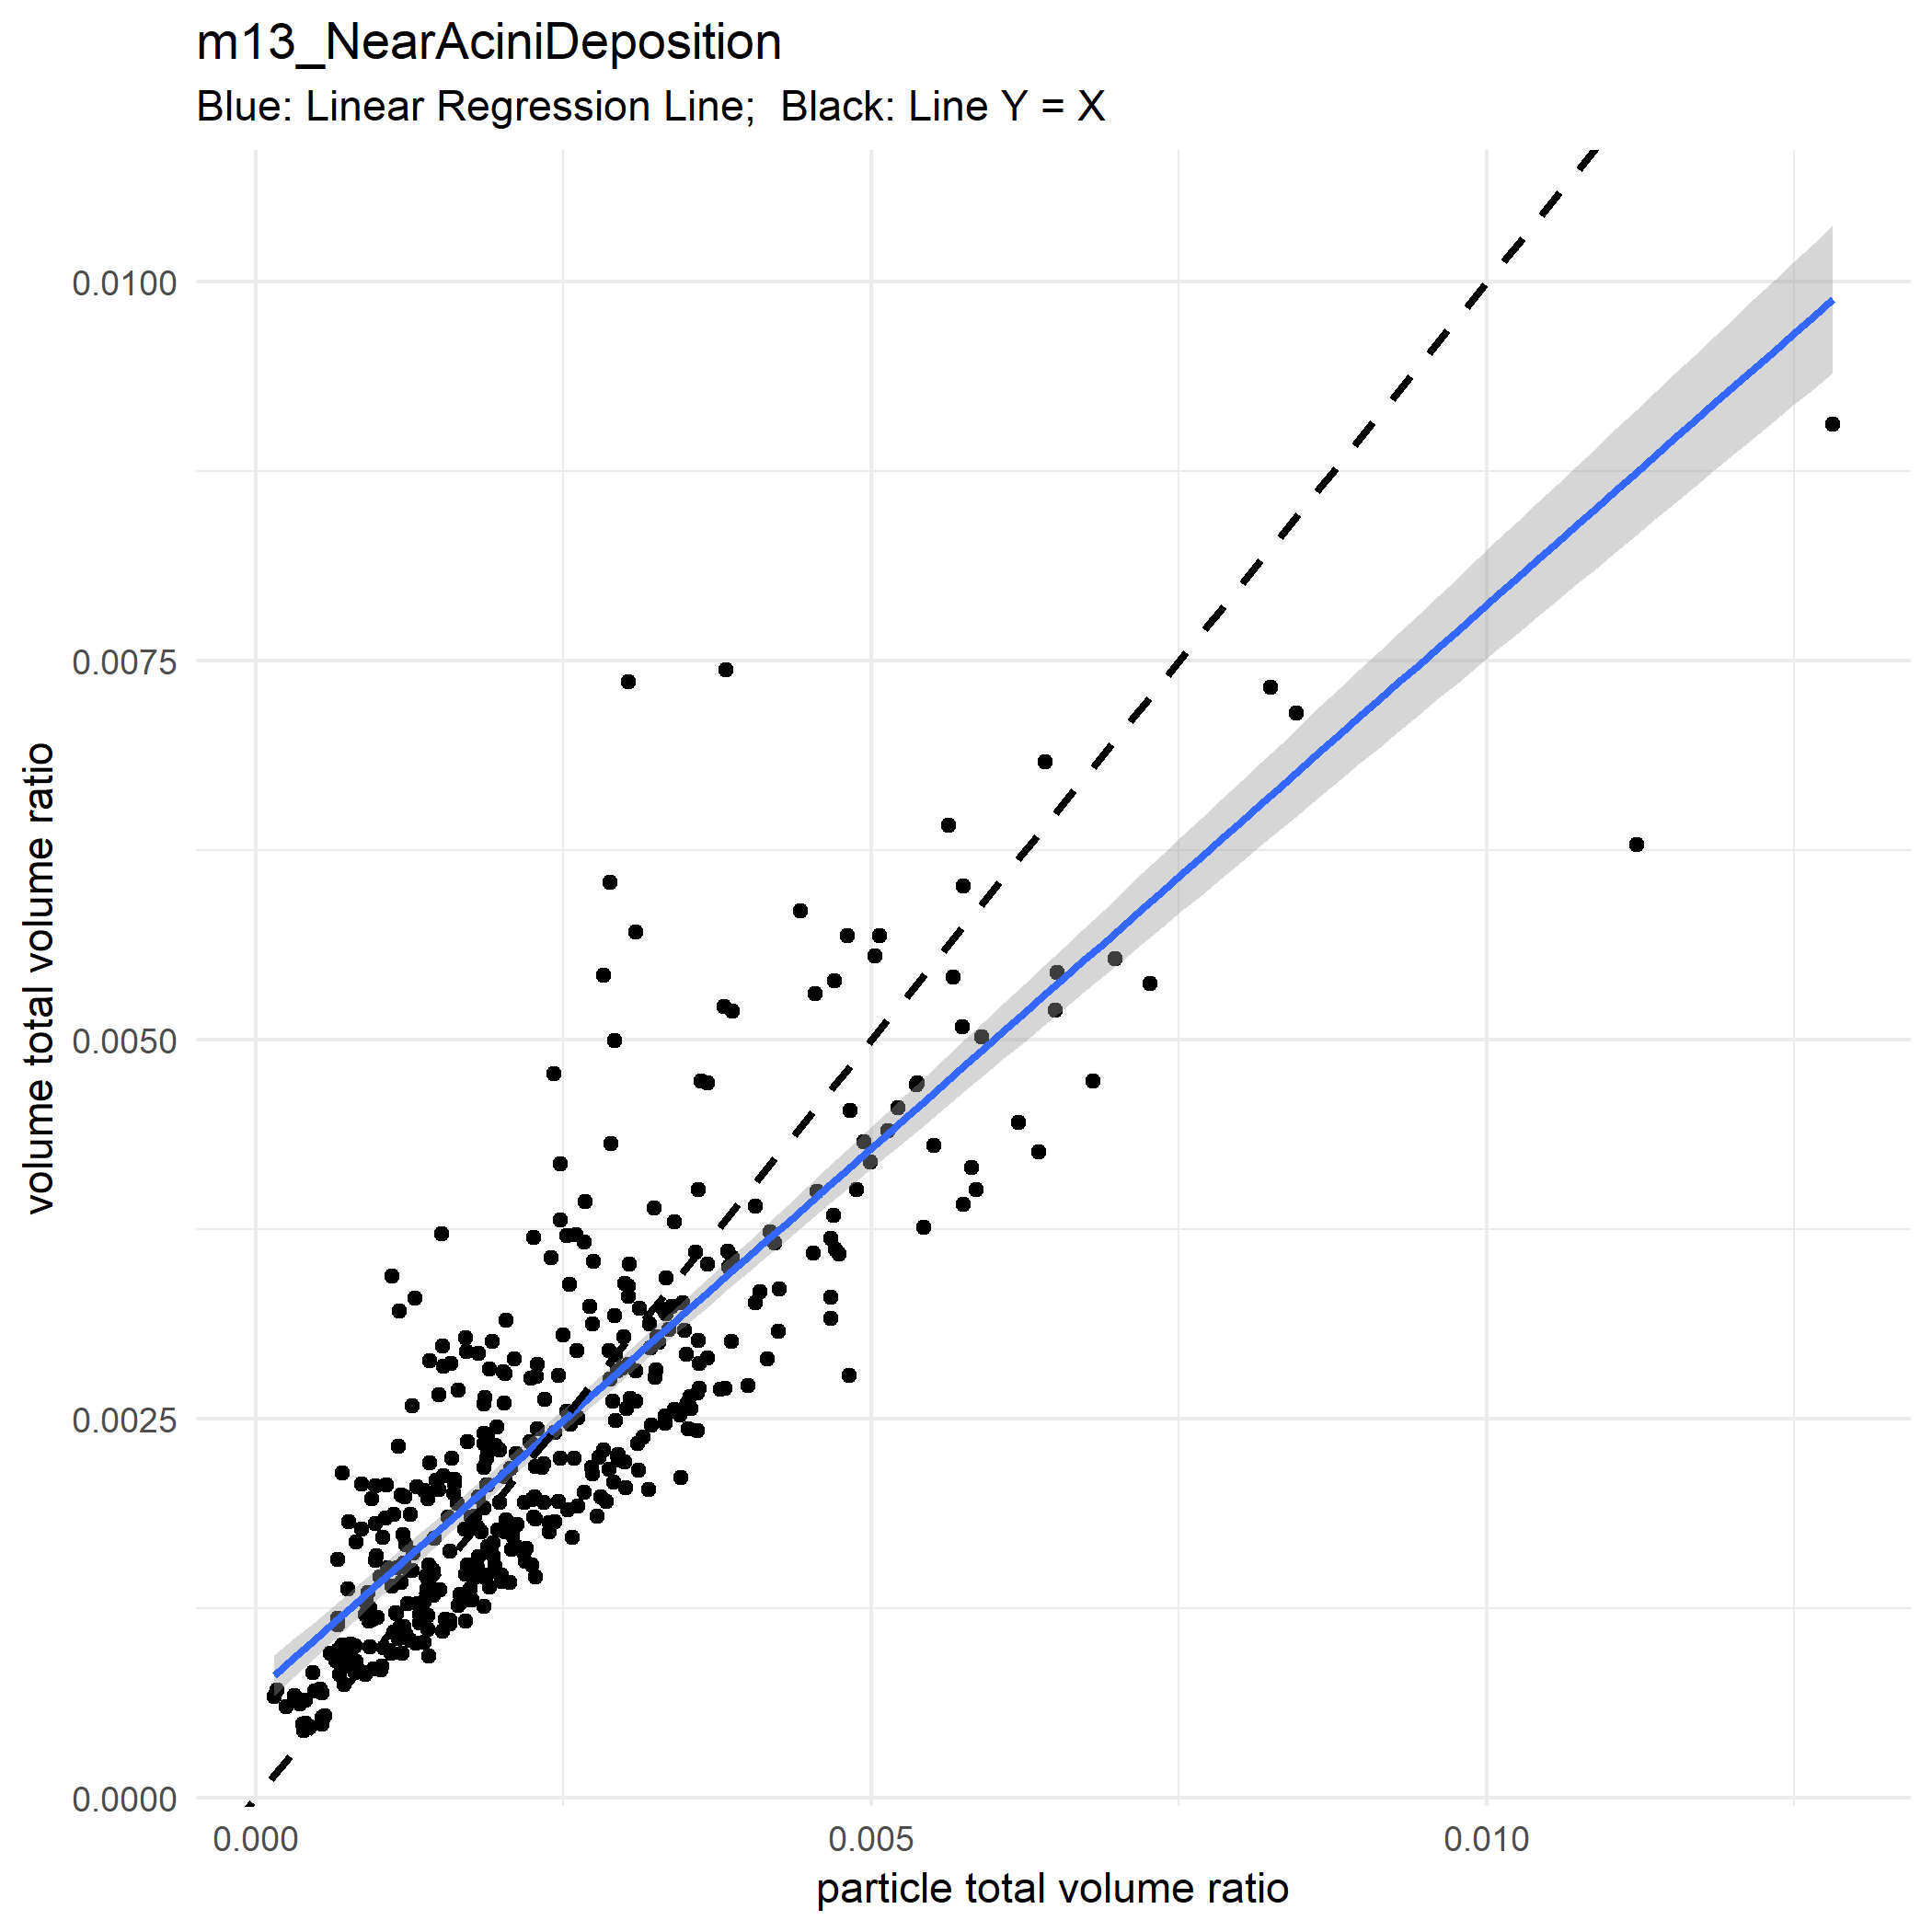 m13_NearAciniDeposition
Blue: Linear Regression Line;  Black: Line Y = X
0.0100
0.0075
0.0050
0.0025
0.0000
volume total volume ratio
0.000
0.005
0.010
particle total volume ratio